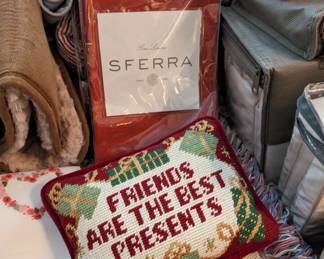 SFERRA
FRIENDS
ARE THE BEST
PRESENTS